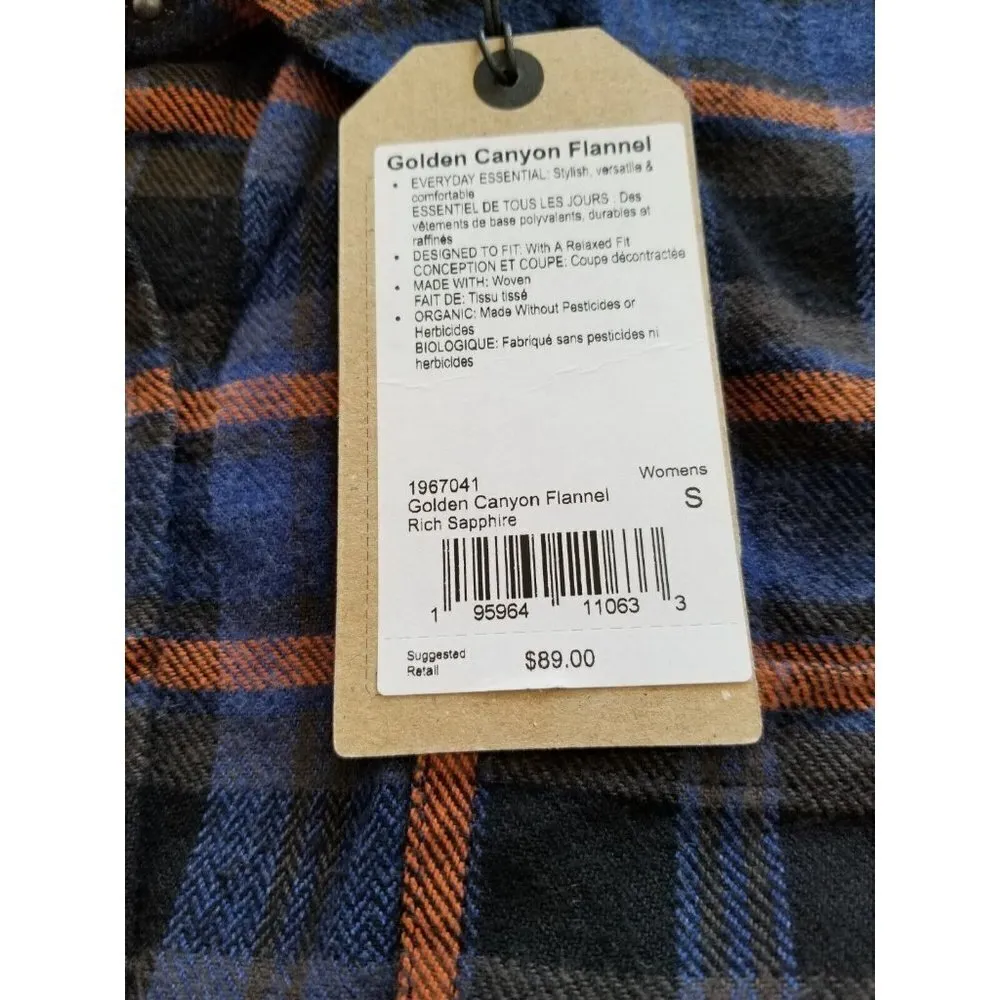 Golden Canyon Flannel
• EVERYDAY ESSENTIAL: Stylish, versatile &
comfortable
ESSENTIEL DE TOUS LES JOURS . Des
vêtements de base polyvalents, durables et
raffinés
• DESIGNED TO FIT: With A Relaxed Fit
CONCEPTION ET COUPE: Coupe décontractée
• MADE WITH: Woven
FAIT DE: Tissu tissé
• ORGANIC: Made Without Pesticides or
Herbicides
BIOLOGIQUE: Fabriqué sans pesticides ni
herbicides
1967041
Womens
Golden Canyon Flannel
S
Rich Sapphire
1 95964 11063 3
Suggested
Retail
$89.00